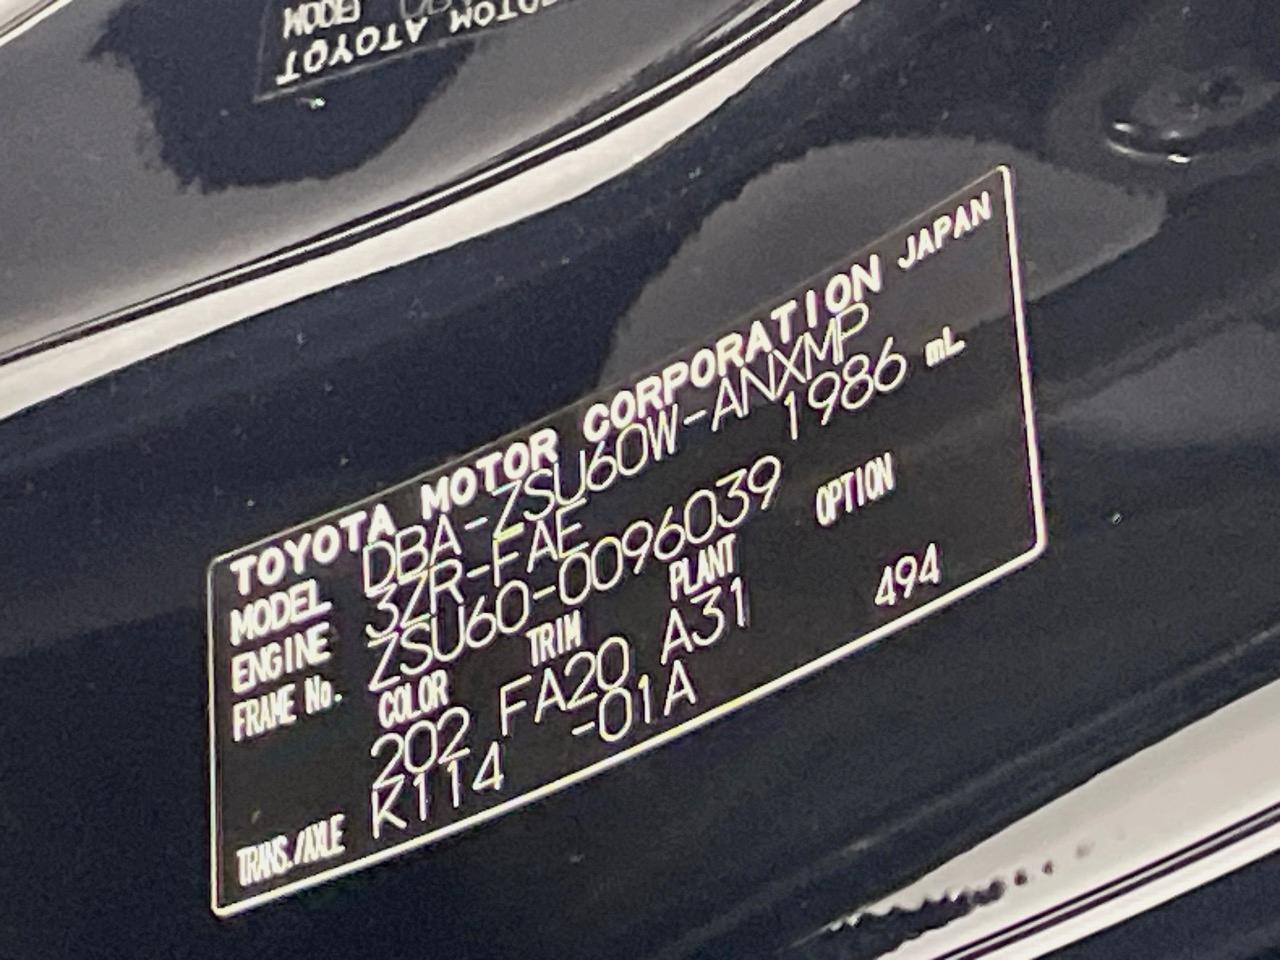 TOYOTA MOTOR CORPORATION JAPAN
MODEL DBA-ZSU60W-ANXMP
ENGINE 3ZR-FAE 1986 mL
FRAME No. ZSU60-0096039
COLOR TRIM PLANT OPTION
202 FA20 A31 494
TRANS./AXLE K114 -01A